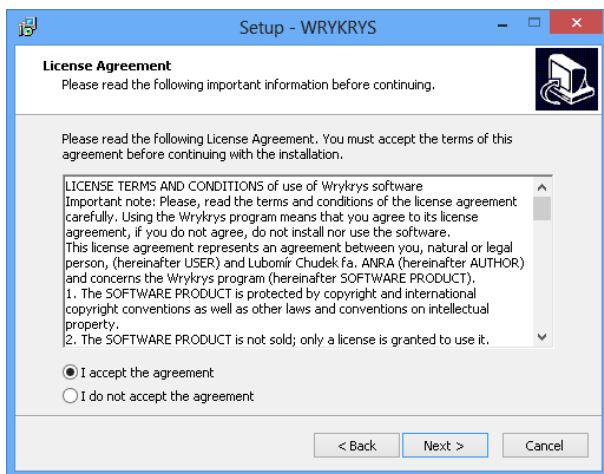 Setup - WRYKRYS
License Agreement
Please read the following important information before continuing.
Please read the following License Agreement. You must accept the terms of this
agreement before continuing with the installation.
LICENSE TERMS AND CONDITIONS of use of Wrykrys software
Important note: Please, read the terms and conditions of the license agreement
carefully. Using the Wrykrys program means that you agree to its license
agreement, if you do not agree, do not install nor use the software.
This license agreement represents an agreement between you, natural or legal
person, (hereinafter USER) and Lubomír Chudek fa. ANRA (hereinafter AUTHOR)
and concerns the Wrykrys program (hereinafter SOFTWARE PRODUCT).
1. The SOFTWARE PRODUCT is protected by copyright and international
copyright conventions as well as other laws and conventions on intellectual
property.
2. The SOFTWARE PRODUCT is not sold; only a license is granted to use it.
I accept the agreement
I do not accept the agreement
< Back Next > Cancel